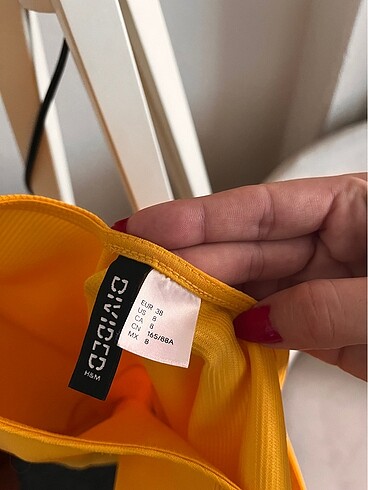 DIVIDED
H&M
EUR 38
US 8
CA 8
CN 165/88A
MX 8